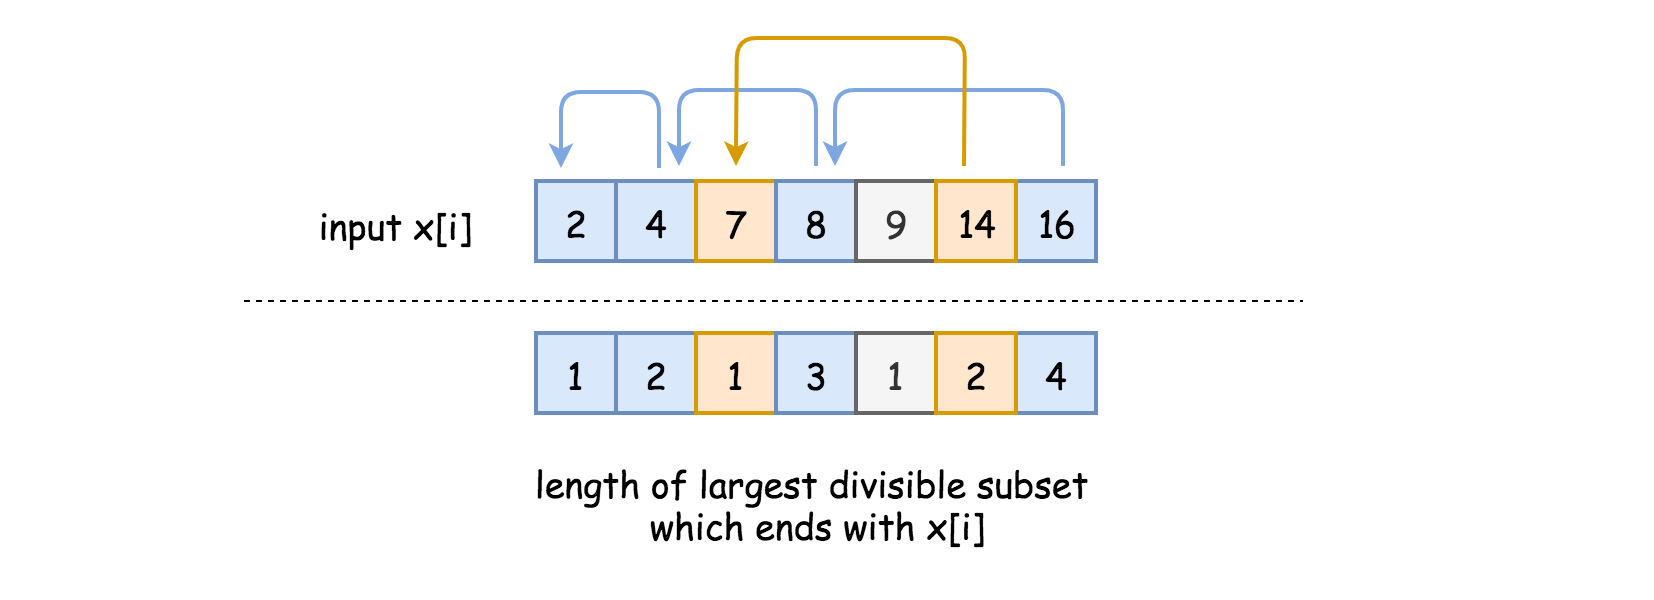 input x[i] 2 4 7 8 9 14 16
1 2 1 3 1 2 4
length of largest divisible subset
which ends with x[i]